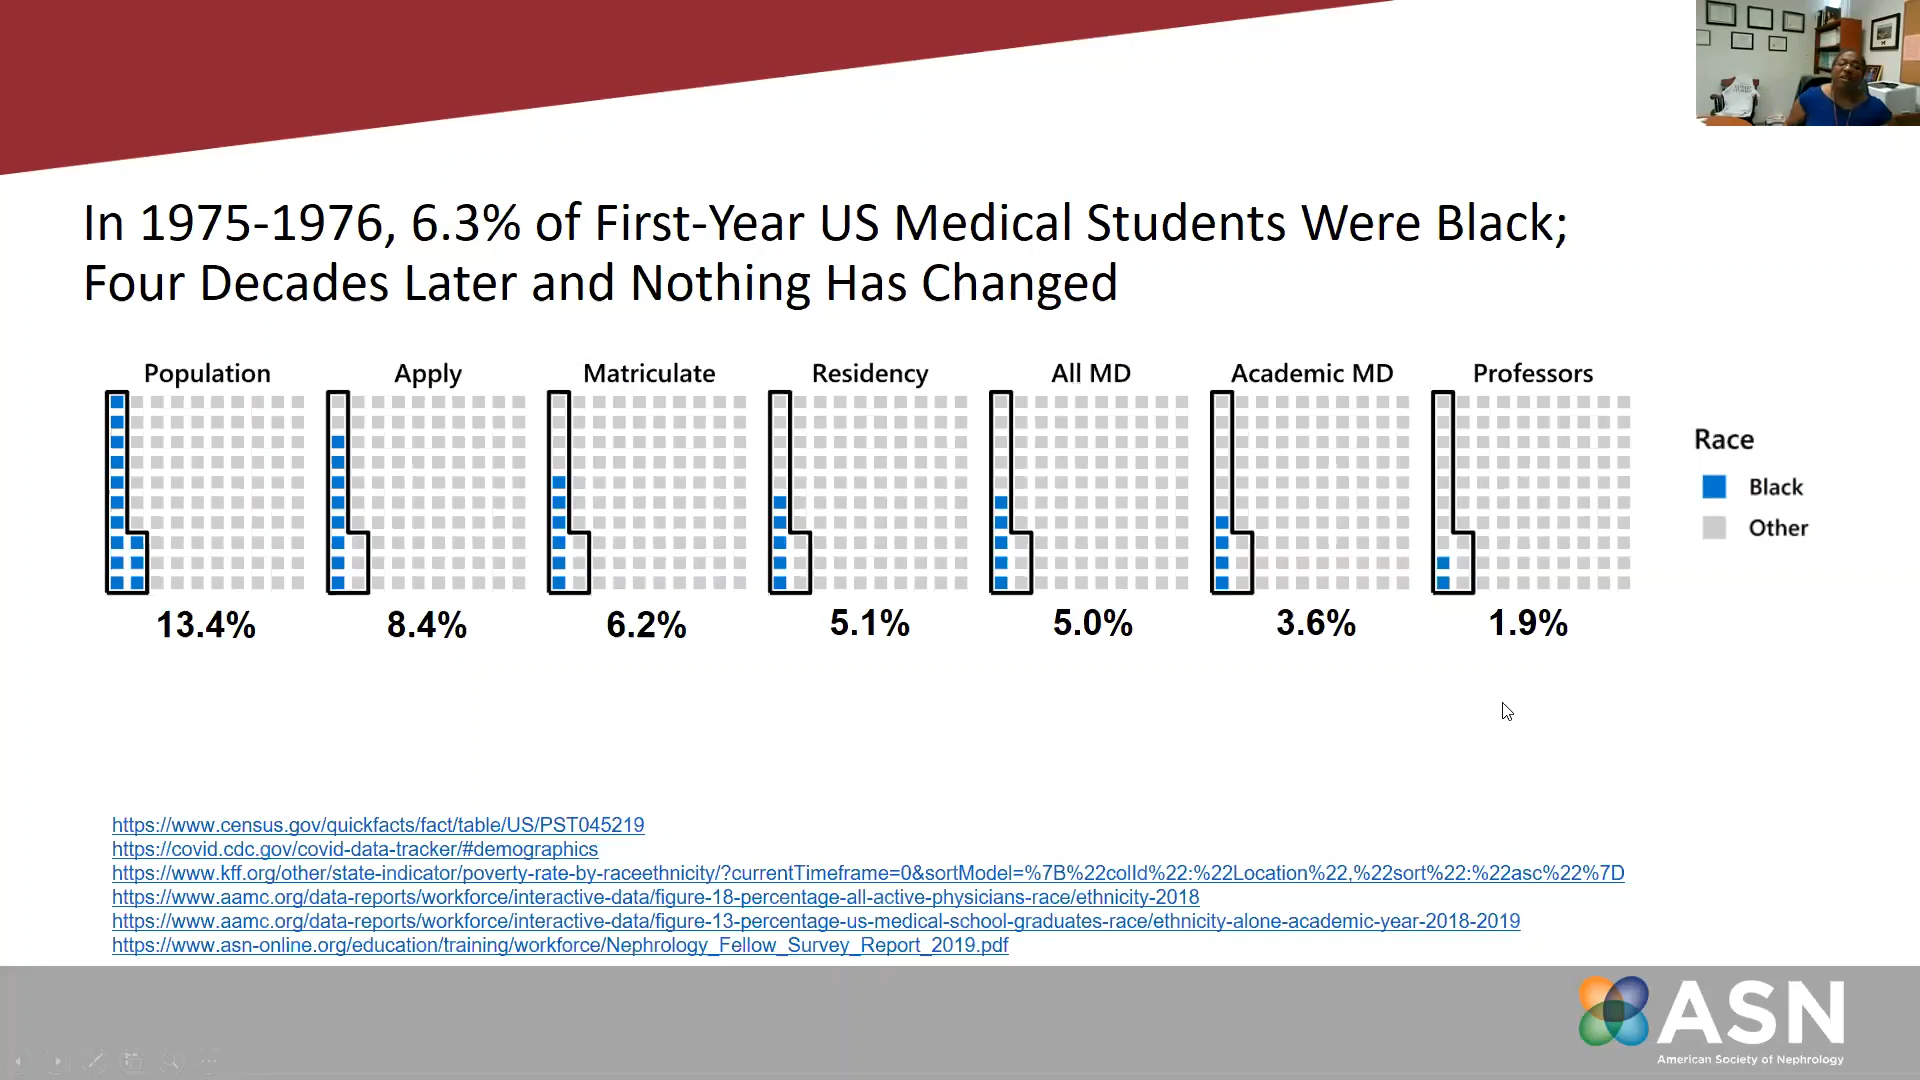 In 1975-1976, 6.3% of First-Year US Medical Students Were Black;
Four Decades Later and Nothing Has Changed
Population Apply Matriculate Residency All MD Academic MD Professors
13.4% 8.4% 6.2% 5.1% 5.0% 3.6% 1.9%
Race
Black
Other
https://www.census.gov/quickfacts/fact/table/US/PST045219
https://covid.cdc.gov/covid-data-tracker/#demographics
https://www.kff.org/other/state-indicator/poverty-rate-by-raceethnicity/?currentTimeframe=0&sortModel=%7B%22colId%22:%22Location%22,%22sort%22:%22asc%22%7D
https://www.aamc.org/data-reports/workforce/interactive-data/figure-18-percentage-all-active-physicians-race/ethnicity-2018
https://www.aamc.org/data-reports/workforce/interactive-data/figure-13-percentage-us-medical-school-graduates-race/ethnicity-alone-academic-year-2018-2019
https://www.asn-online.org/education/training/workforce/Nephrology_Fellow_Survey_Report_2019.pdf
ASN
American Society of Nephrology